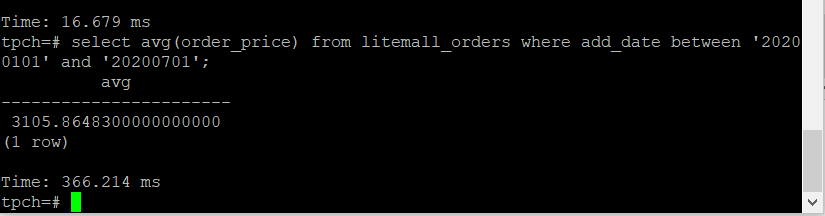 Time: 16.679 ms
tpch=# select avg(order_price) from litemall_orders where add_date between '2020
0101' and '20200701';
avg
-----------------------
3105.8648300000000000
(1 row)
Time: 366.214 ms
tpch=#